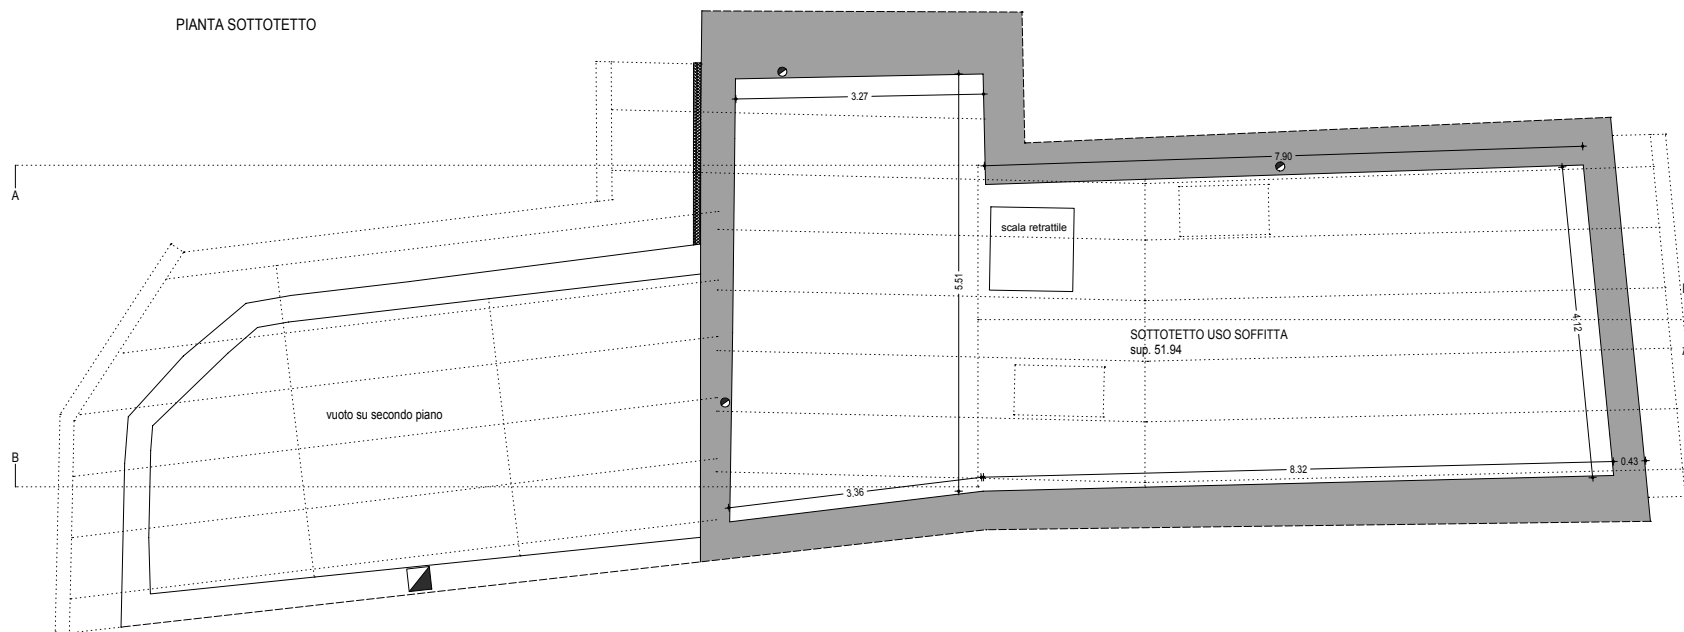 PIANTA SOTTOTETTO
3.27
7.90
A
scala retrattile
5.51
SOTTOTETTO USO SOFFITTA
sup. 51.94
4.12
vuoto su secondo piano
B
8.32
0.43
3.36